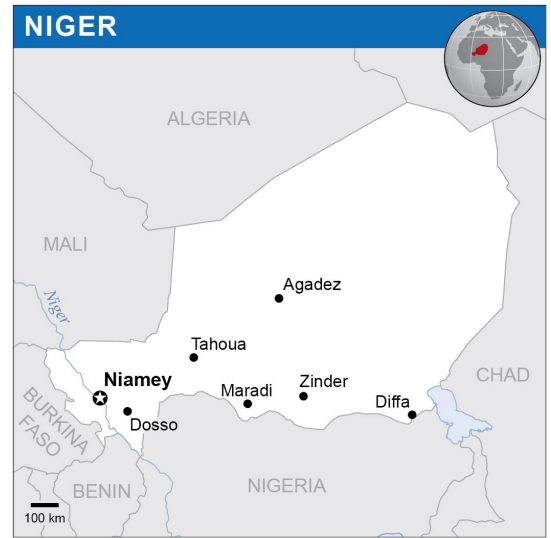 NIGER
ALGERIA
MALI
Niger
Agadez
Tahoua
Niamey
Maradi
Zinder
CHAD
Diffa
Dosso
BURKINA
FASO
BENIN
NIGERIA
100 km